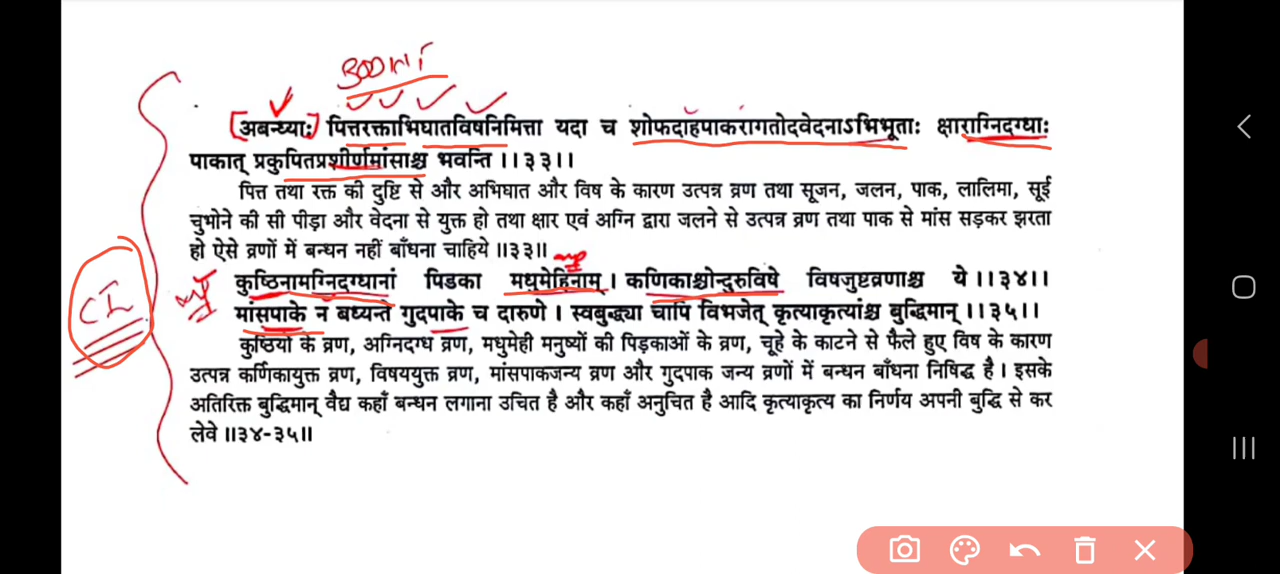 [अबन्ध्याः] पित्तरक्ताभिघातविषनिमित्ता यदा च शोफदाहपाकरागतोदवेदनाऽभिभूताः क्षाराग्निदग्धाः
पाकात् प्रकुपितप्रशीर्णमांसाश्च भवन्ति ।।३३।।
पित्त तथा रक्त की दुष्टि से और अभिघात और विष के कारण उत्पन्न व्रण तथा सूजन, जलन, पाक, लालिमा, सूई
चुभोने की सी पीड़ा और वेदना से युक्त हो तथा क्षार एवं अग्नि द्वारा जलने से उत्पन्न व्रण तथा पाक से मांस सड़कर झरता
हो ऐसे व्रणों में बन्धन नहीं बाँधना चाहिये ।।३३।।
कुष्ठिनामग्निदग्धानां पिडका मधुमेहिनाम् । कणिकाश्चोन्दुरुविषे विषजुष्टव्रणाश्च ये ।।३४।।
मांसपाके न बध्यन्ते गुदपाके च दारुणे । स्वबुद्ध्या चापि विभजेत् कृत्याकृत्यांश्च बुद्धिमान् ।।३५।।
CI
कुष्ठियों के व्रण, अग्निदग्ध व्रण, मधुमेही मनुष्यों की पिड़काओं के व्रण, चूहे के काटने से फैले हुए विष के कारण
उत्पन्न कर्णिकायुक्त व्रण, विषययुक्त व्रण, मांसपाकजन्य व्रण और गुदपाक जन्य व्रणों में बन्धन बाँधना निषिद्ध है । इसके
अतिरिक्त बुद्धिमान् वैद्य कहाँ बन्धन लगाना उचित है और कहाँ अनुचित है आदि कृत्याकृत्य का निर्णय अपनी बुद्धि से कर
लेवे ।।३४-३५।।